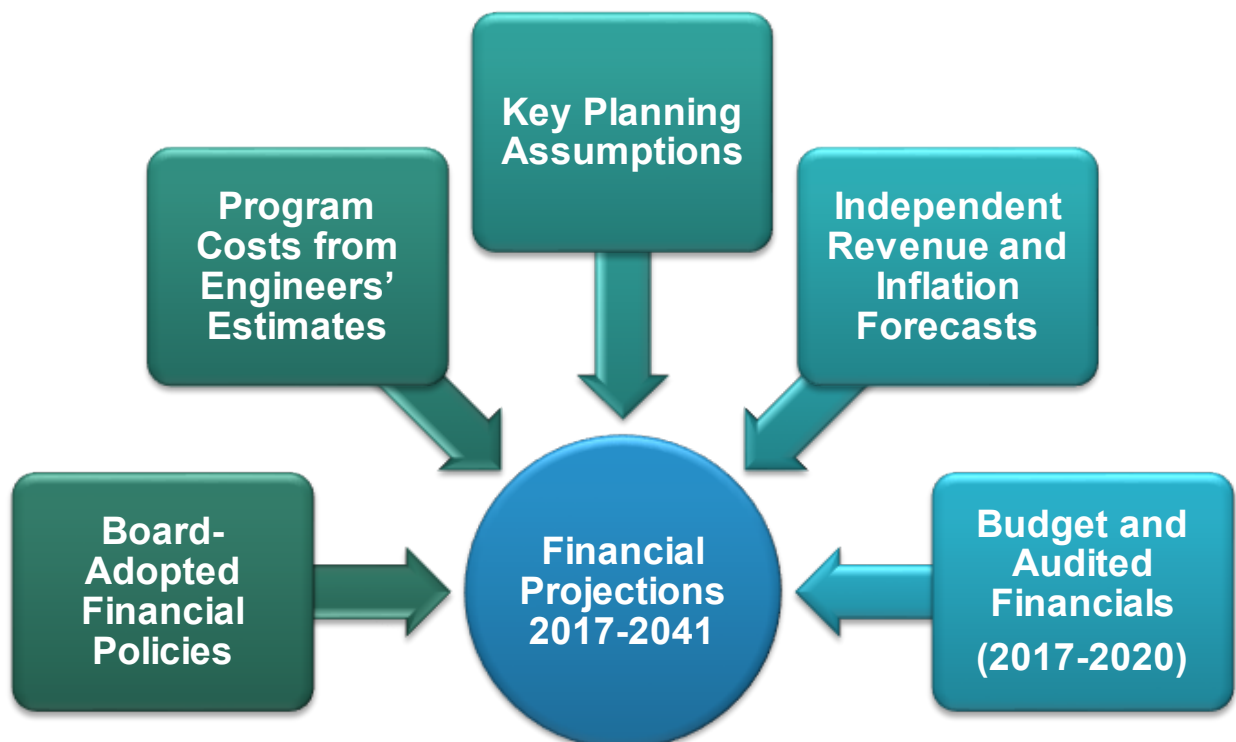 Key Planning
Assumptions
Program
Costs from
Engineers’
Estimates
Independent
Revenue and
Inflation
Forecasts
Board-
Adopted
Financial
Policies
Financial
Projections
2017-2041
Budget and
Audited
Financials
(2017-2020)